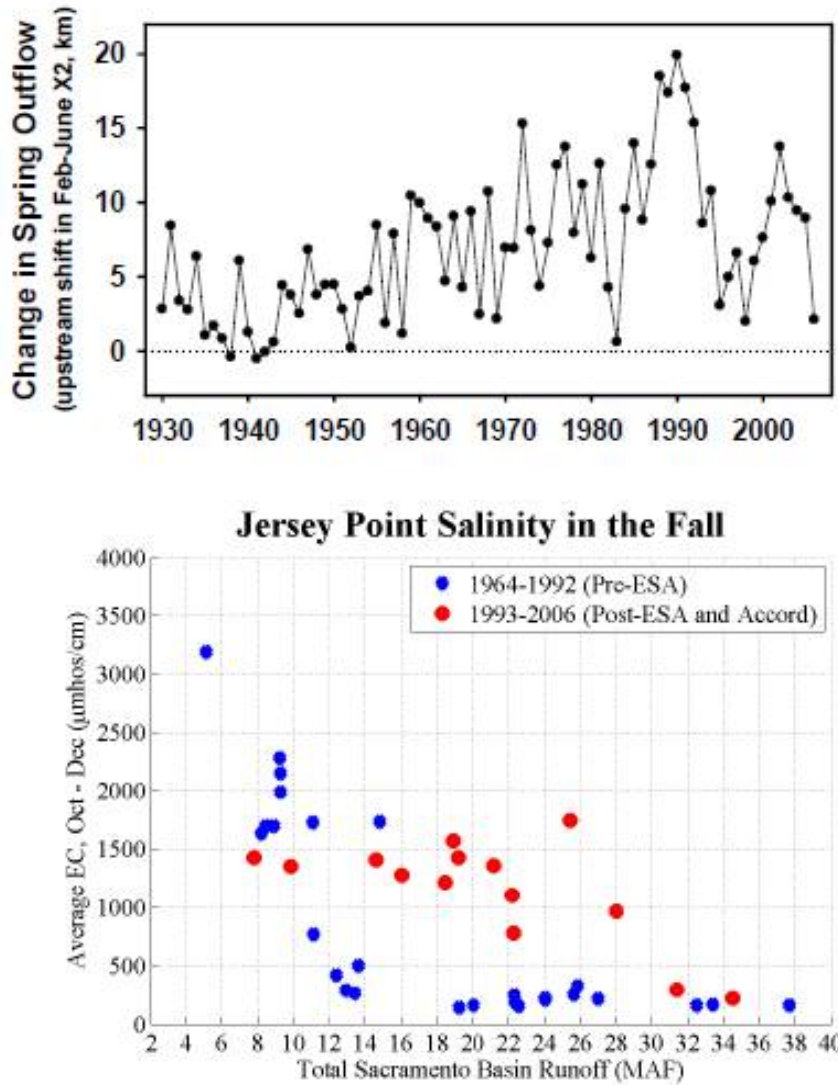 Change in Spring Outflow
(upstream shift in Feb-June X2, km)
20
15
10
5
0
1930 1940 1950 1960 1970 1980 1990 2000
Jersey Point Salinity in the Fall
Average EC, Oct - Dec (μmhos/cm)
4000
3500
3000
2500
2000
1500
1000
500
0
1964-1992 (Pre-ESA)
1993-2006 (Post-ESA and Accord)
2 4 6 8 10 12 14 16 18 20 22 24 26 28 30 32 34 36 38 40
Total Sacramento Basin Runoff (MAF)